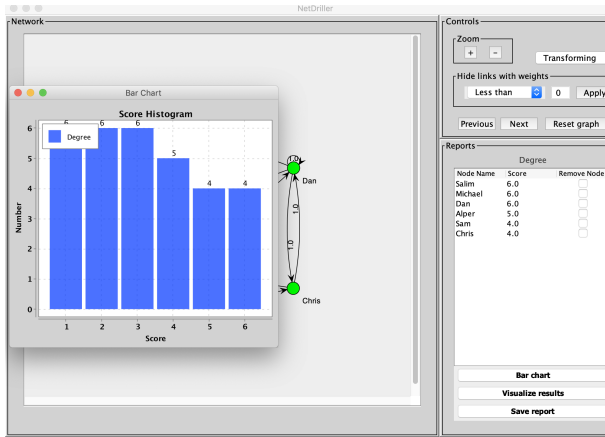 NetDriller
Network
Controls
Zoom
+ -
Transforming
Hide links with weights
Less than 0 Apply
Previous Next Reset graph
Reports
Degree
Node Name Score Remove Node
Salim 6.0
Michael 6.0
Dan 6.0
Alper 5.0
Sam 4.0
Chris 4.0
Bar chart
Visualize results
Save report
Bar Chart
Score Histogram
Degree
6 6 6 5 4 4
Number
6
5
4
3
2
1
0
1 2 3 4 5 6
Score
1.0
Dan
1.0
1.0
Chris